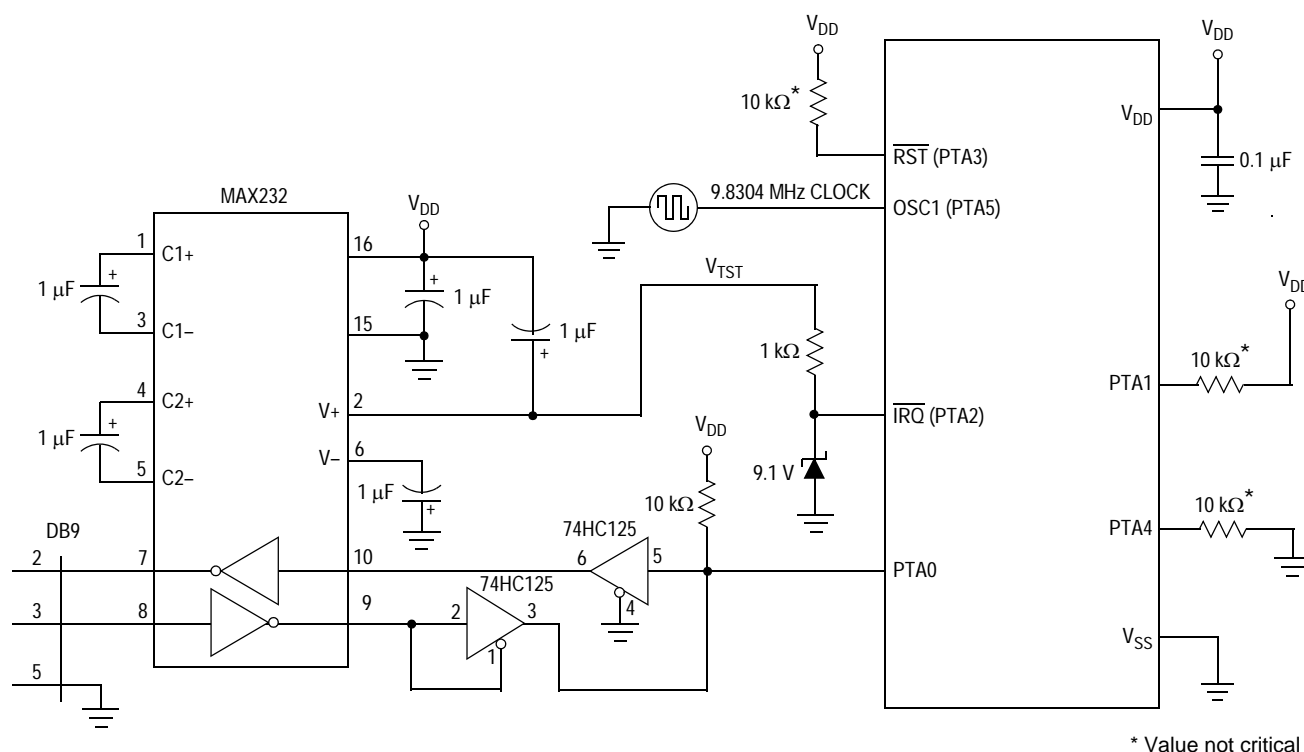 VDD
VDD
10 kΩ*
VDD
RST (PTA3)
0.1 μF
MAX232
9.8304 MHz CLOCK
OSC1 (PTA5)
VDD
1
C1+
16
1 μF
+
+
1 μF
VTST
VDD
3
C1–
15
1 μF
+
1 kΩ
10 kΩ*
PTA1
4
C2+
V+
2
IRQ (PTA2)
1 μF
+
VDD
V–
6
9.1 V
5
C2–
1 μF
+
10 kΩ
10 kΩ*
PTA4
DB9
74HC125
2
7
10
6
5
PTA0
74HC125
4
3
8
9
2
3
1
VSS
5
* Value not critical